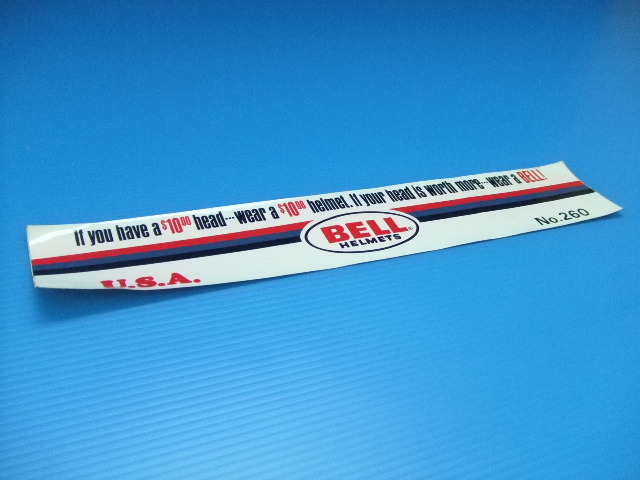 If you have a $10.00 head...wear a $10.00 helmet. If your head is worth more...wear a BELL!
BELL®
HELMETS
U.S.A.
No.260